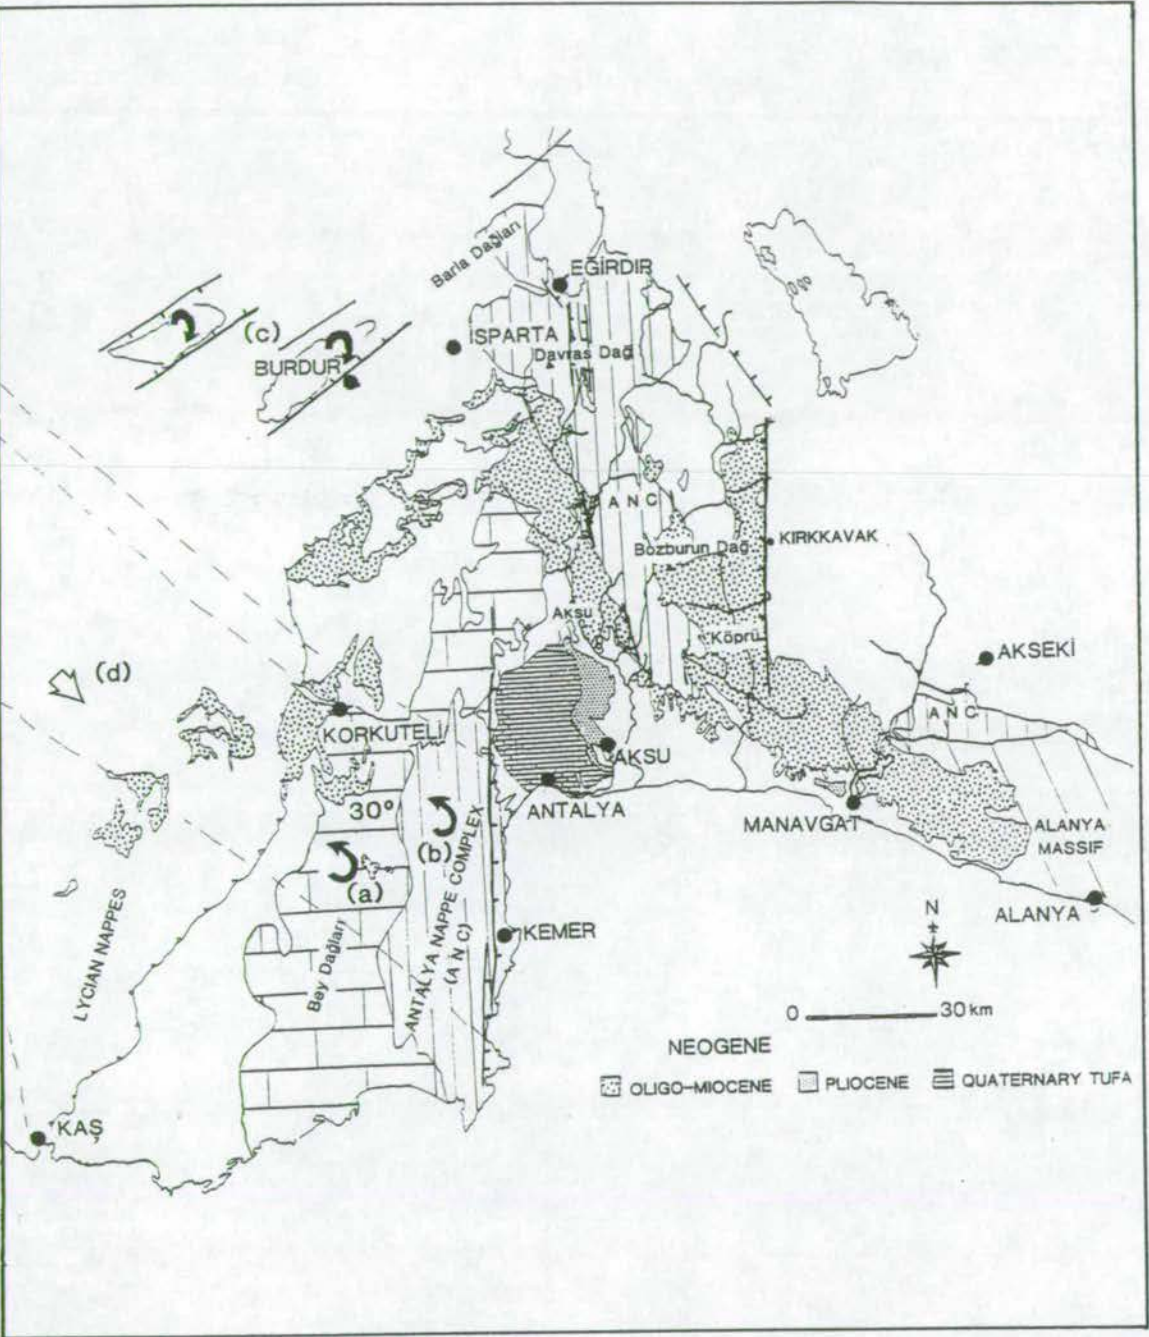 Barla Dağları
EĞİRDİR
(c)
ISPARTA
BURDUR
Davras Dağ
A N C
KIRKKAVAK
Bozburun Dağ
Aksu
Köprü
AKSEKİ
(d)
A N C
KORKUTELİ
AKSU
ANTALYA
30°
MANAVGAT
ALANYA
MASSIF
(b)
(a)
ANTALYA NAPPE COMPLEX
(A N C)
ALANYA
N
KEMER
LYCIAN NAPPES
Bey Dağları
0 30 km
NEOGENE
OLIGO-MIOCENE PLIOCENE QUATERNARY TUFA
KAŞ